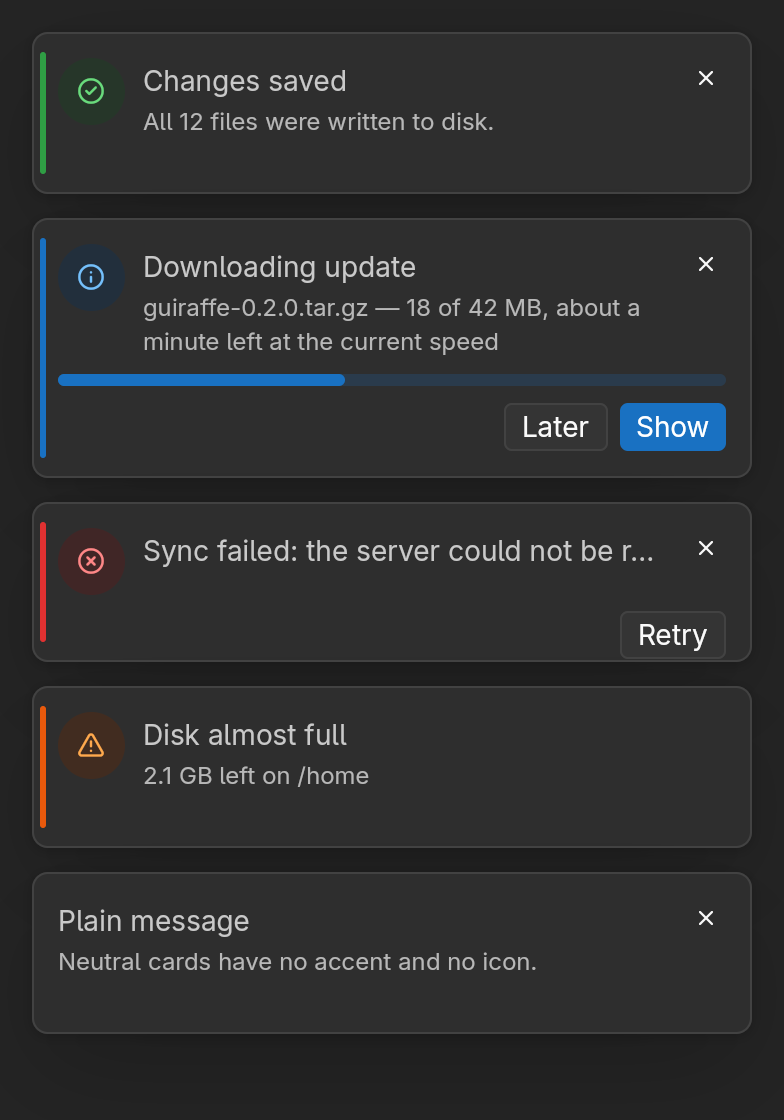 Changes saved
All 12 files were written to disk.
Downloading update
guiraffe-0.2.0.tar.gz — 18 of 42 MB, about a
minute left at the current speed
Later
Show
Sync failed: the server could not be r...
Retry
Disk almost full
2.1 GB left on /home
Plain message
Neutral cards have no accent and no icon.